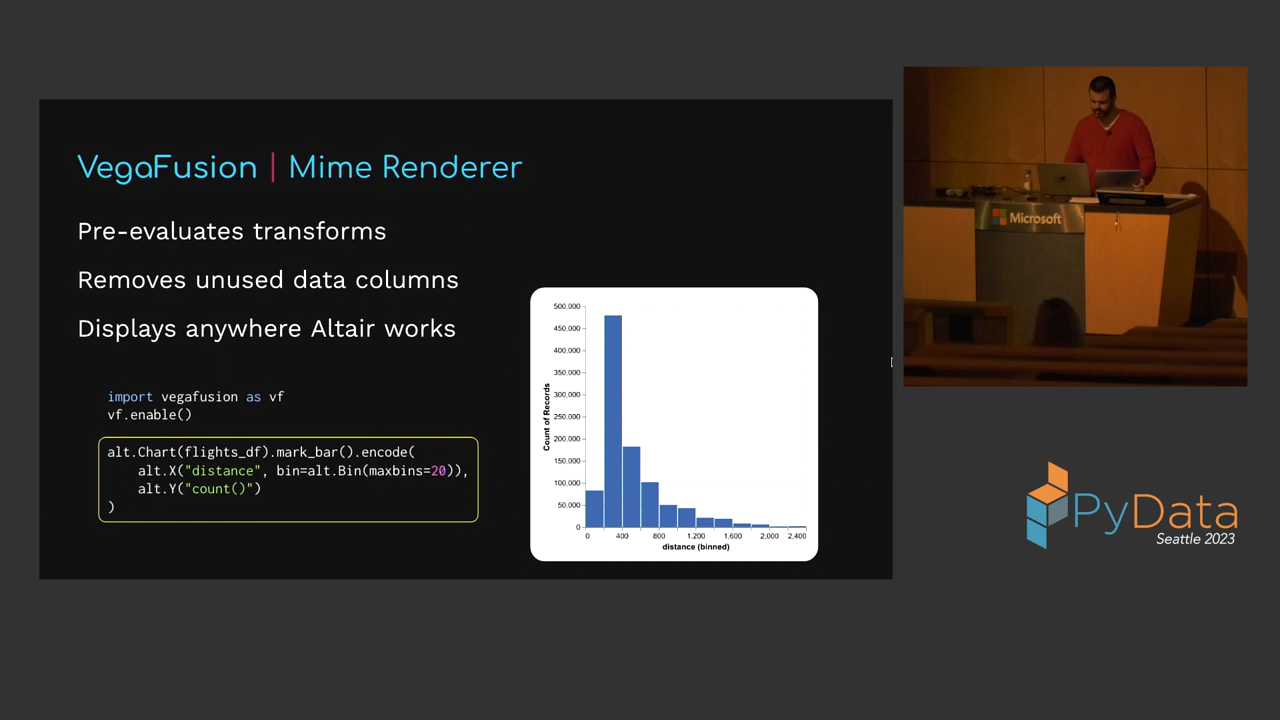 VegaFusion | Mime Renderer
Pre-evaluates transforms
Removes unused data columns
Displays anywhere Altair works
import vegafusion as vf
vf.enable()
alt.Chart(flights_df).mark_bar().encode(
    alt.X("distance", bin=alt.Bin(maxbins=20)),
    alt.Y("count()")
)
Count of Records
500.000
450.000
400.000
350.000
300.000
250.000
200.000
150.000
100.000
50.000
0
0 400 800 1,200 1,600 2,000 2,400
distance (binned)
Microsoft
PyData
Seattle 2023